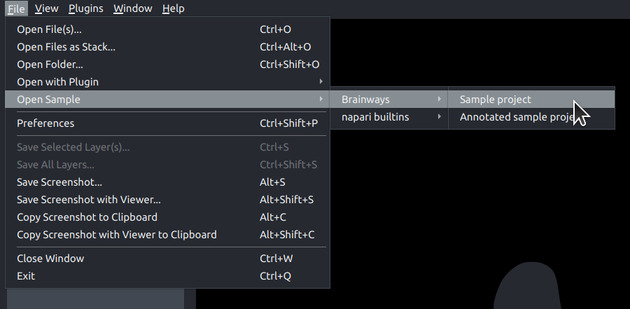 File View Plugins Window Help
Open File(s)... Ctrl+O
Open Files as Stack... Ctrl+Alt+O
Open Folder... Ctrl+Shift+O
Open with Plugin
Open Sample Brainways Sample project
napari builtins Annotated sample
Preferences Ctrl+Shift+P
Save Selected Layer(s)... Ctrl+S
Save All Layers... Ctrl+Shift+S
Save Screenshot... Alt+S
Save Screenshot with Viewer... Alt+Shift+S
Copy Screenshot to Clipboard Alt+C
Copy Screenshot with Viewer to Clipboard Alt+Shift+C
Close Window Ctrl+W
Exit Ctrl+Q